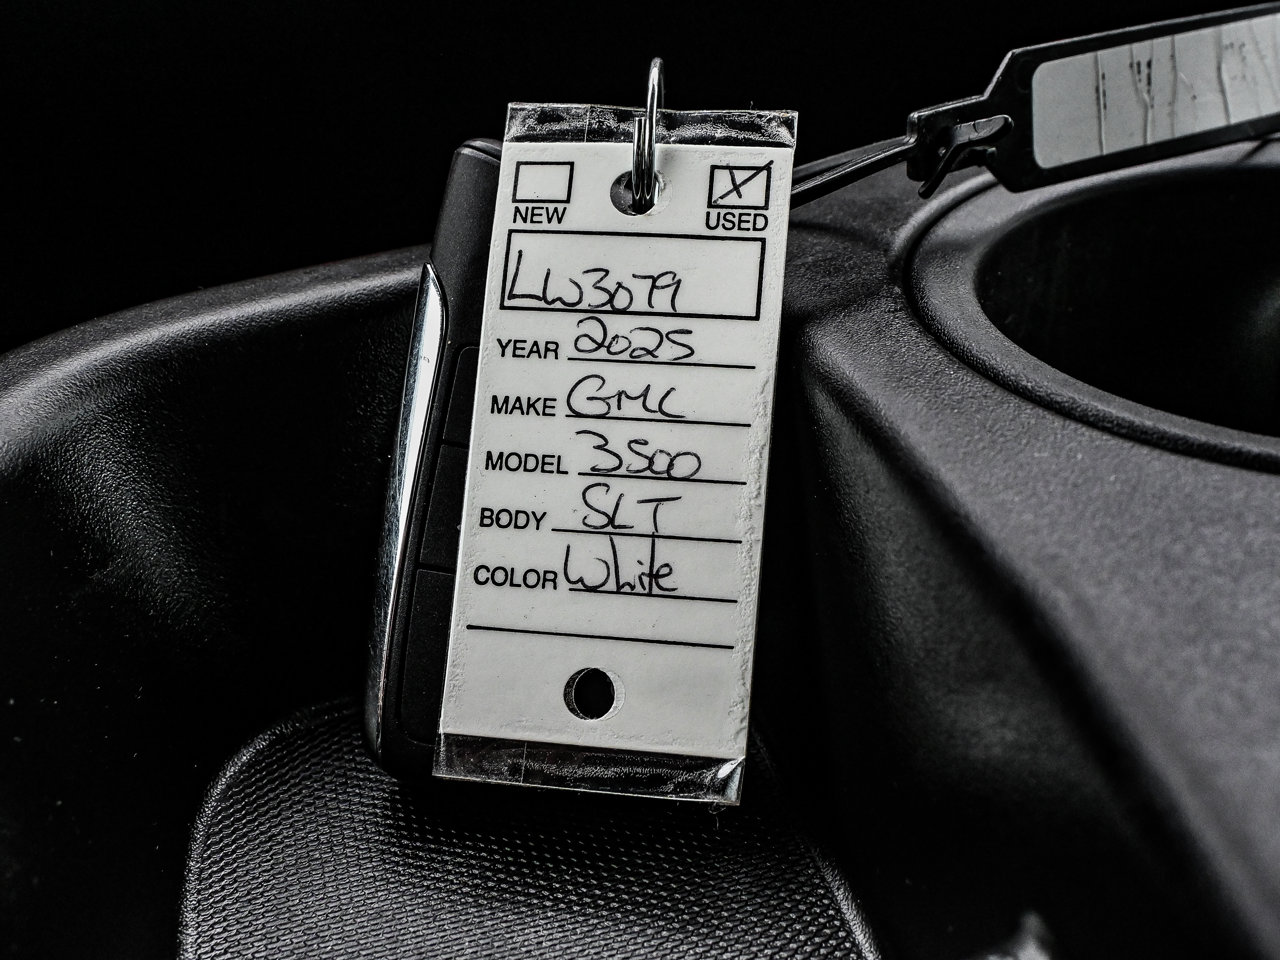 NEW USED
LW3079
YEAR 2025
MAKE GMC
MODEL 3500
BODY SLT
COLOR White